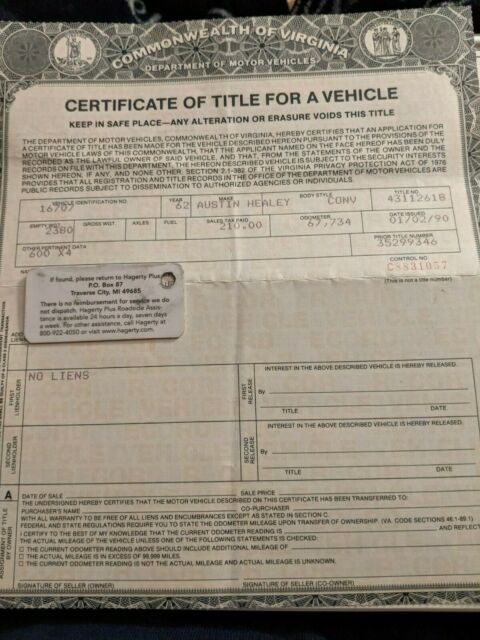 COMMONWEALTH OF VIRGINIA
DEPARTMENT OF MOTOR VEHICLES
CERTIFICATE OF TITLE FOR A VEHICLE
KEEP IN SAFE PLACE—ANY ALTERATION OR ERASURE VOIDS THIS TITLE
THE DEPARTMENT OF MOTOR VEHICLES, COMMONWEALTH OF VIRGINIA, HEREBY CERTIFIES THAT AN APPLICATION FOR
A CERTIFICATE OF TITLE HAS BEEN MADE FOR THE VEHICLE DESCRIBED HEREON PURSUANT TO THE PROVISIONS OF THE
MOTOR VEHICLE LAWS OF THIS COMMONWEALTH, THAT THE APPLICANT NAMED ON THE FACE HEREOF HAS BEEN DULY
RECORDED AS THE LAWFUL OWNER OF SAID VEHICLE, AND THAT, FROM THE STATEMENTS OF THE OWNER AND THE
RECORDS ON FILE WITH THIS DEPARTMENT, THE HEREON DESCRIBED VEHICLE IS SUBJECT TO THE SECURITY INTERESTS
SHOWN HEREON, IF ANY, AND NONE OTHER. SECTION 2.1-382 OF THE VIRGINIA PRIVACY PROTECTION ACT OF 1976
PROVIDES THAT ALL REGISTRATION AND TITLE RECORDS IN THE OFFICE OF THE DEPARTMENT OF MOTOR VEHICLES ARE
PUBLIC RECORDS SUBJECT TO DISSEMINATION TO AUTHORIZED AGENCIES OR INDIVIDUALS.
VEHICLE IDENTIFICATION NO. YEAR MAKE BODY STYLE TITLE NO.
16707 62 AUSTIN HEALEY CONV 43112618
EMPTY WGT. GROSS WGT. AXLES FUEL SALES TAX PAID ODOMETER DATE ISSUED
2380 210.00 67,734 01/02/90
OTHER PERTINENT DATA PRIOR TITLE NUMBER
600 X4 35299346
CONTROL NO.
C8831057
(This is not a title number)
If found, please return to Hagerty Plus
P.O. Box 87
Traverse City, MI 49685
There is no reimbursement for service we do
not dispatch. Hagerty Plus Roadside Assis-
tance is available 24 hours a day, seven days
a week. For other assistance, call Hagerty at
800-922-4050 or visit www.hagerty.com.
FIRST LIENHOLDER
NO LIENS
FIRST RELEASE
INTEREST IN THE ABOVE DESCRIBED VEHICLE IS HEREBY RELEASED.
By
TITLE DATE
SECOND LIENHOLDER
SECOND RELEASE
INTEREST IN THE ABOVE DESCRIBED VEHICLE IS HEREBY RELEASED.
By
TITLE DATE
A
ASSIGNMENT OF TITLE BY OWNER
DATE OF SALE SALE PRICE
THE UNDERSIGNED HEREBY CERTIFIES THAT THE MOTOR VEHICLE DESCRIBED ON THIS CERTIFICATE HAS BEEN TRANSFERRED TO:
PURCHASER'S NAME CO-PURCHASER
WITH WARRANTY TO BE FREE OF ALL LIENS AND ENCUMBRANCES EXCEPT AS STATED IN SECTION C.
FEDERAL AND STATE REGULATIONS REQUIRE YOU TO STATE THE ODOMETER MILEAGE UPON TRANSFER OF OWNERSHIP. (VA. CODE SECTIONS 46.1-89.1)
I CERTIFY TO THE BEST OF MY KNOWLEDGE THAT THE CURRENT ODOMETER READING IS AND REFLECT
ACTUAL MILEAGE OF THE VEHICLE UNLESS ONE OF THE FOLLOWING STATEMENTS IS CHECKED:
☐ THE CURRENT ODOMETER READING ABOVE SHOULD INCLUDE ADDITIONAL MILEAGE OF
☐ THE ACTUAL MILEAGE IS IN EXCESS OF 99,999 MILES.
☐ THE CURRENT ODOMETER READING IS NOT THE ACTUAL MILEAGE AND ACTUAL MILEAGE IS UNKNOWN.
SIGNATURE OF SELLER (OWNER) SIGNATURE OF SELLER (CO-OWNER)